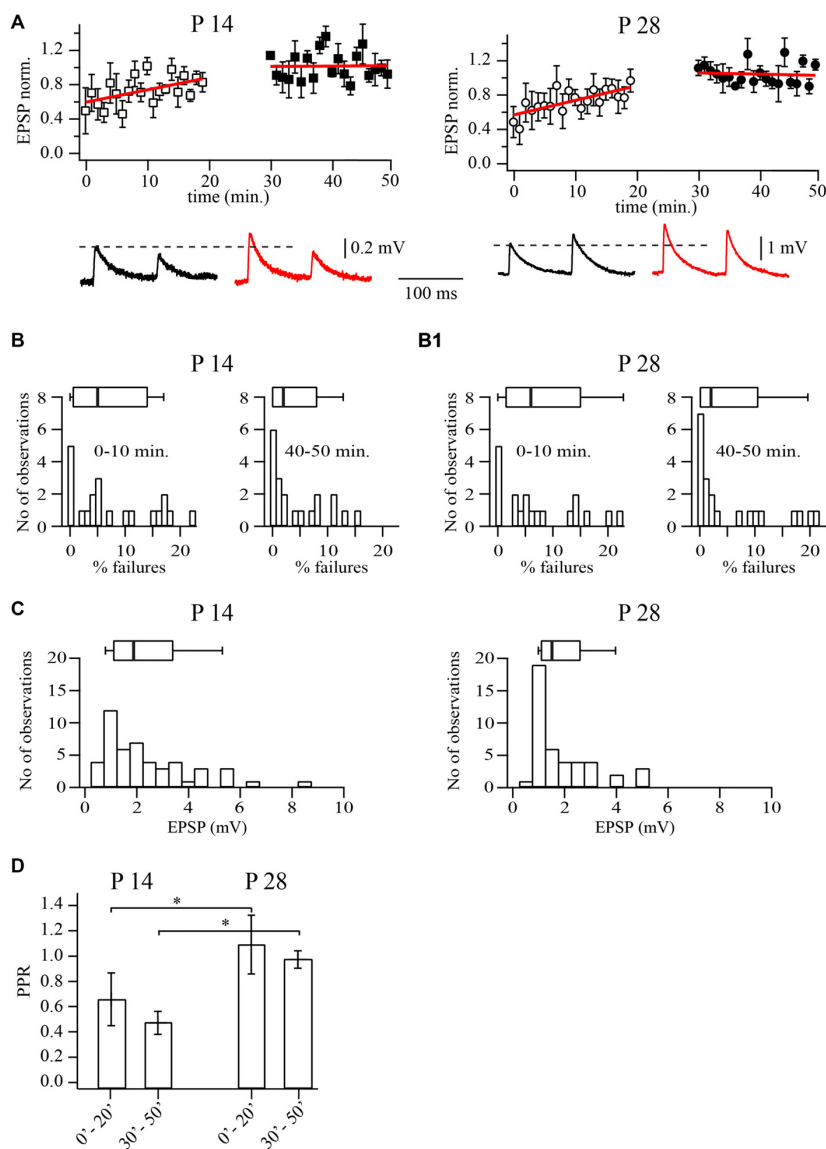 A
P 14
P 28
EPSP norm.
1.2
0.8
0.4
0.0
0 10 20 30 40 50
time (min.)
EPSP norm.
1.2
0.8
0.4
0.0
0 10 20 30 40 50
time (min.)
0.2 mV
100 ms
1 mV
B
P 14
B1
P 28
No of observations
8
6
4
2
0
0-10 min.
0 10 20
% failures
8
6
4
2
0
40-50 min.
0 10 20
% failures
No of observations
8
6
4
2
0
0-10 min.
0 10 20
% failures
8
6
4
2
0
40-50 min.
0 10 20
% failures
C
P 14
P 28
No of observations
20
15
10
5
0
0 2 4 6 8 10
EPSP (mV)
No of observations
20
15
10
5
0
0 2 4 6 8 10
EPSP (mV)
D
P 14
P 28
*
*
PPR
1.4
1.2
1.0
0.8
0.6
0.4
0.2
0.0
0'- 20'
30'- 50'
0'- 20'
30'- 50'